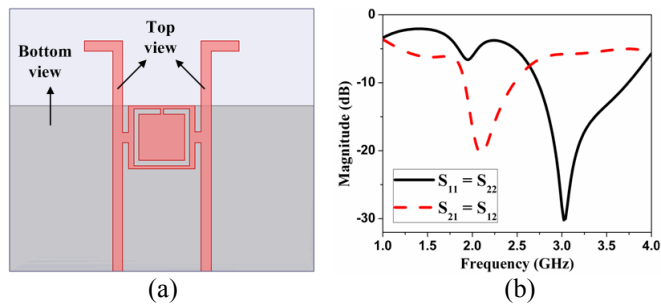 Top
view
Bottom
view
(a)
0
-10
-20
-30
Magnitude (dB)
S₁₁ = S₂₂
S₂₁ = S₁₂
1.0 1.5 2.0 2.5 3.0 3.5 4.0
Frequency (GHz)
(b)